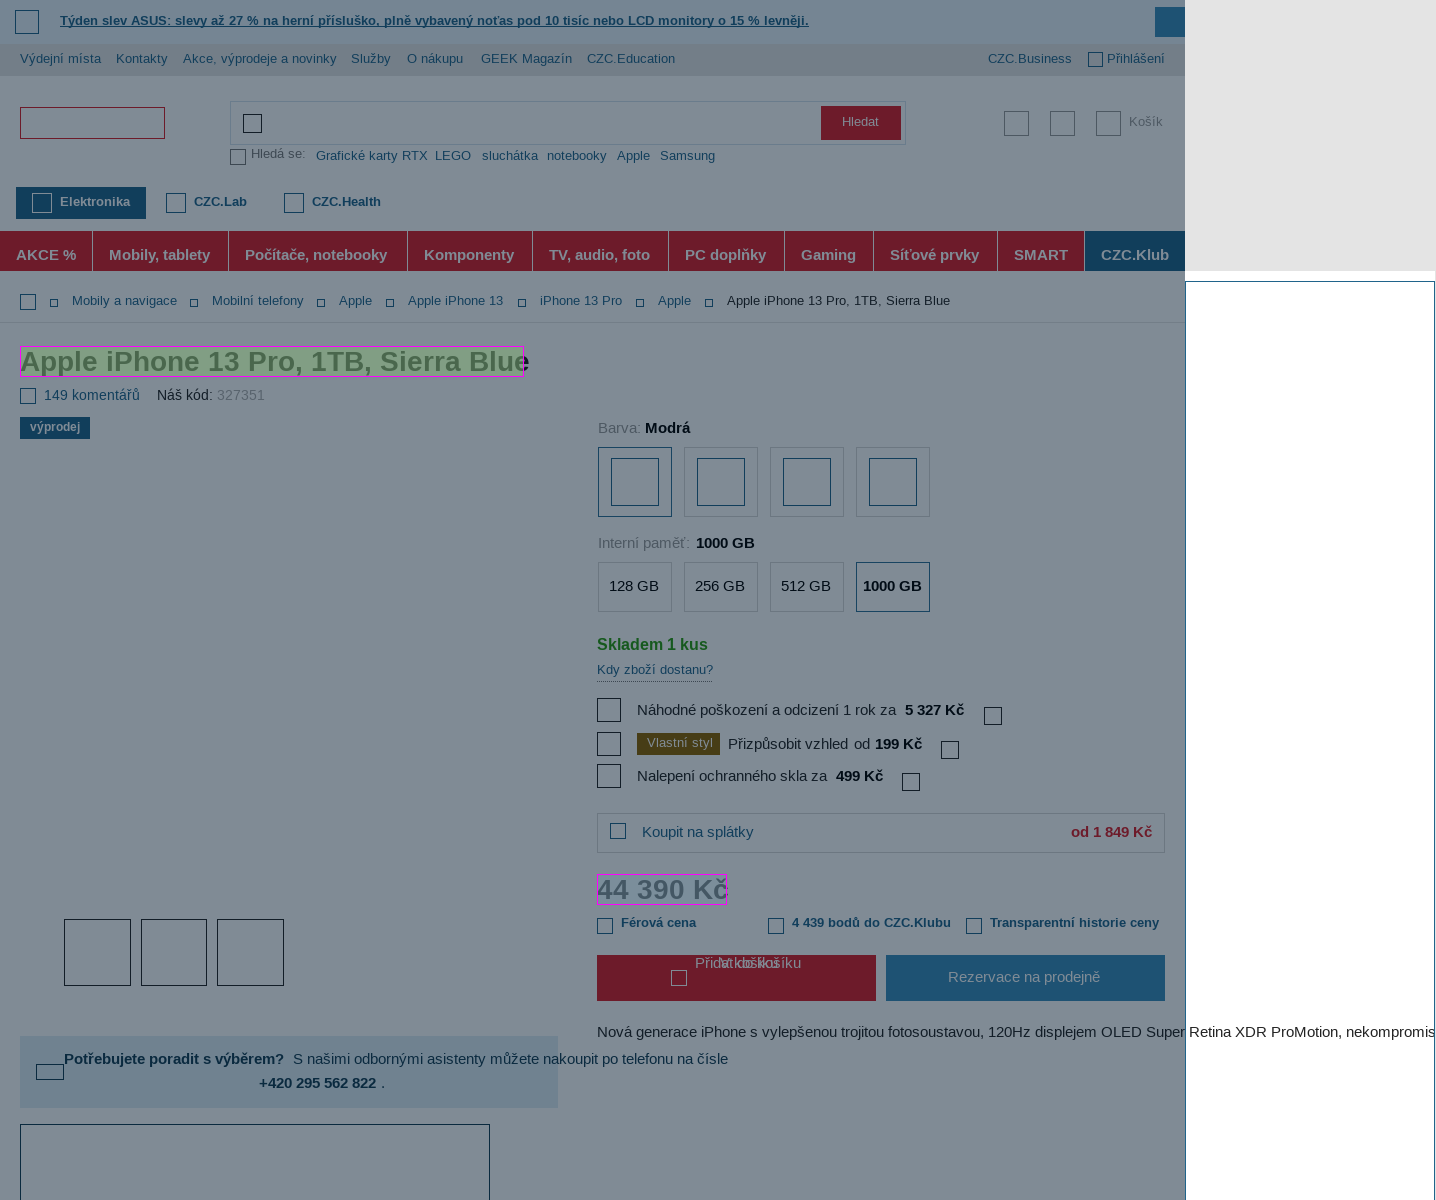 Týden slev ASUS: slevy až 27 % na herní přísluško, plně vybavený noťas pod 10 tisíc nebo LCD monitory o 15 % levněji.
Výdejní místa Kontakty Akce, výprodeje a novinky Služby O nákupu GEEK Magazín CZC.Education CZC.Business Přihlášení
Hledat Košík
Hledá se: Grafické karty RTX LEGO sluchátka notebooky Apple Samsung
Elektronika CZC.Lab CZC.Health
AKCE % Mobily, tablety Počítače, notebooky Komponenty TV, audio, foto PC doplňky Gaming Síťové prvky SMART CZC.Klub
Mobily a navigace Mobilní telefony Apple Apple iPhone 13 iPhone 13 Pro Apple Apple iPhone 13 Pro, 1TB, Sierra Blue
Apple iPhone 13 Pro, 1TB, Sierra Blue
149 komentářů Náš kód: 327351
výprodej
Barva: Modrá
Interní paměť: 1000 GB
128 GB 256 GB 512 GB 1000 GB
Skladem 1 kus
Kdy zboží dostanu?
Náhodné poškození a odcizení 1 rok za 5 327 Kč
Vlastní styl Přizpůsobit vzhled od 199 Kč
Nalepení ochranného skla za 499 Kč
Koupit na splátky od 1 849 Kč
44 390 Kč
Férová cena 4 439 bodů do CZC.Klubu Transparentní historie ceny
Přidat do košíku
V košíku
Rezervace na prodejně
Nová generace iPhone s vylepšenou trojitou fotosoustavou, 120Hz displejem OLED Super Retina XDR ProMotion, nekompromis
Potřebujete poradit s výběrem? S našimi odbornými asistenty můžete nakoupit po telefonu na čísle
+420 295 562 822 .